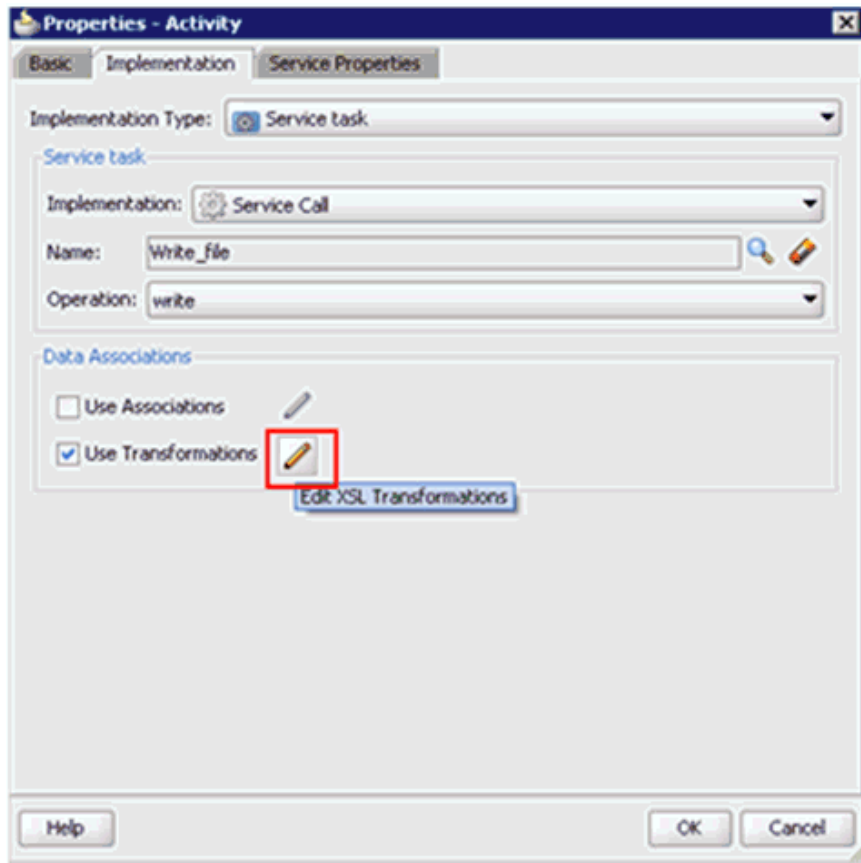 Properties - Activity
Basic Implementation Service Properties
Implementation Type: Service task
Service task
Implementation: Service Call
Name: Write_file
Operation: write
Data Associations
Use Associations
Use Transformations
Edit XSL Transformations
Help OK Cancel